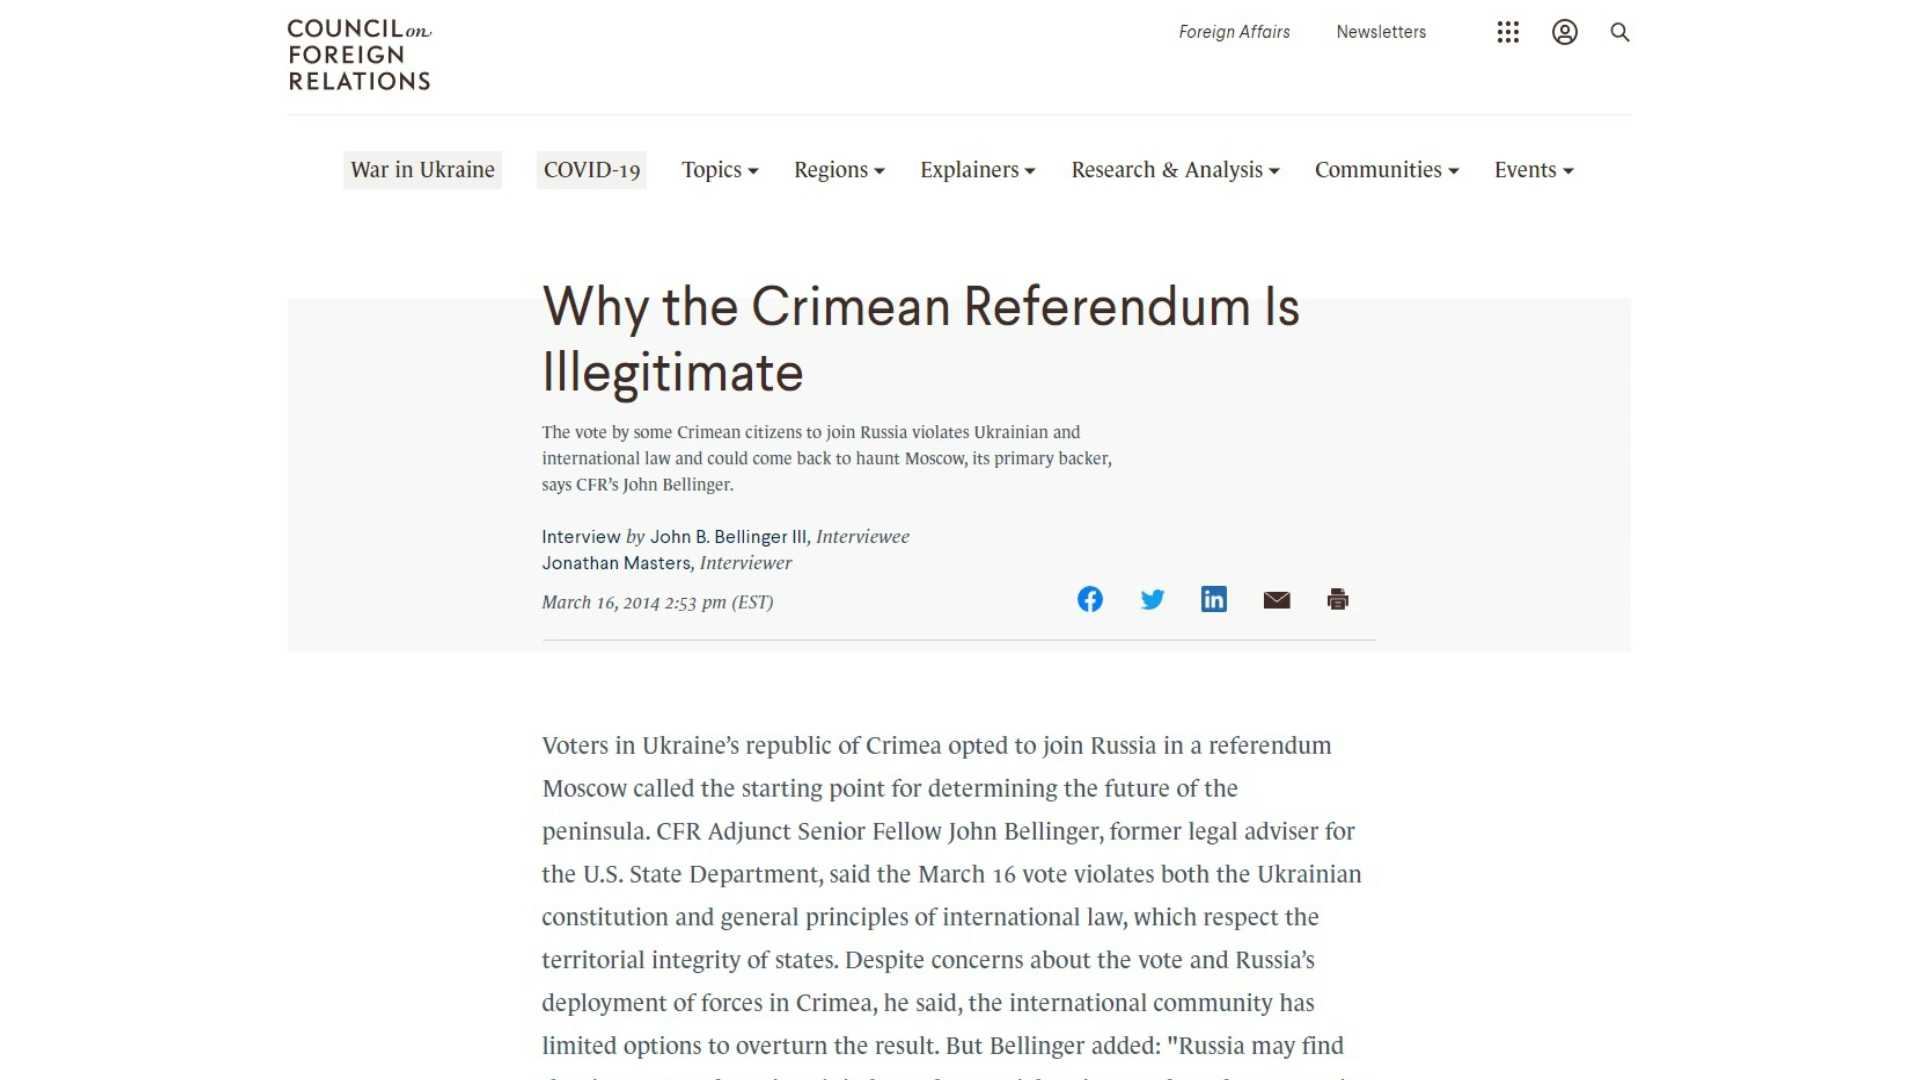 COUNCIL on
FOREIGN
RELATIONS
Foreign Affairs
Newsletters
War in Ukraine
COVID-19
Topics
Regions
Explainers
Research & Analysis
Communities
Events
Why the Crimean Referendum Is
Illegitimate
The vote by some Crimean citizens to join Russia violates Ukrainian and
international law and could come back to haunt Moscow, its primary backer,
says CFR’s John Bellinger.
Interview by John B. Bellinger III, Interviewee
Jonathan Masters, Interviewer
March 16, 2014 2:53 pm (EST)
Voters in Ukraine’s republic of Crimea opted to join Russia in a referendum
Moscow called the starting point for determining the future of the
peninsula. CFR Adjunct Senior Fellow John Bellinger, former legal adviser for
the U.S. State Department, said the March 16 vote violates both the Ukrainian
constitution and general principles of international law, which respect the
territorial integrity of states. Despite concerns about the vote and Russia’s
deployment of forces in Crimea, he said, the international community has
limited options to overturn the result. But Bellinger added: "Russia may find